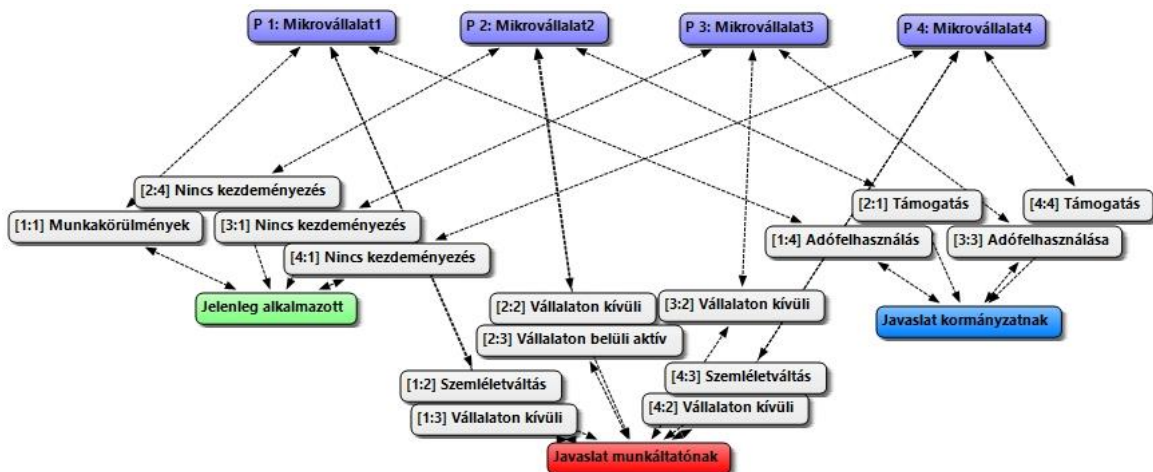 P 1: Mikrovállalat1
P 2: Mikrovállalat2
P 3: Mikrovállalat3
P 4: Mikrovállalat4
[2:4] Nincs kezdeményezés
[2:1] Támogatás
[4:4] Támogatás
[1:1] Munkakörülmények
[3:1] Nincs kezdeményezés
[1:4] Adófelhasználás
[3:3] Adófelhasználása
[4:1] Nincs kezdeményezés
Jelenleg alkalmazott
[2:2] Vállalaton kívüli
[3:2] Vállalaton kívüli
Javaslat kormányzatnak
[2:3] Vállalaton belüli aktív
[1:2] Szemléletváltás
[4:3] Szemléletváltás
[1:3] Vállalaton kívüli
[4:2] Vállalaton kívüli
Javaslat munkáltatónak